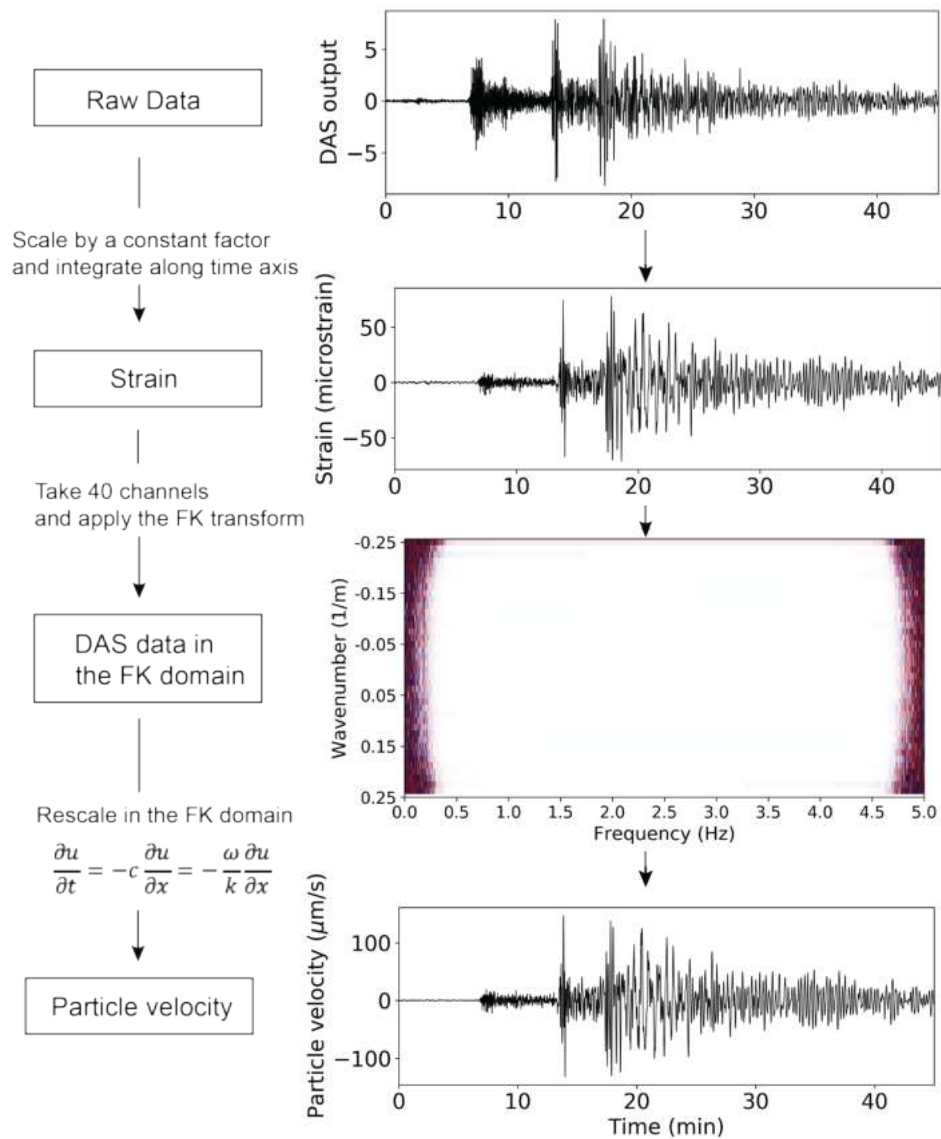 Raw Data
Scale by a constant factor
and integrate along time axis
Strain
Take 40 channels
and apply the FK transform
DAS data in
the FK domain
Rescale in the FK domain
∂u/∂t = −c ∂u/∂x = − ω/k ∂u/∂x
Particle velocity
DAS output
5
0
−5
0 10 20 30 40
Strain (microstrain)
50
0
−50
0 10 20 30 40
Wavenumber (1/m)
-0.25
-0.15
-0.05
0.05
0.15
0.25
0.0 0.5 1.0 1.5 2.0 2.5 3.0 3.5 4.0 4.5 5.0
Frequency (Hz)
Particle velocity (μm/s)
100
0
−100
0 10 20 30 40
Time (min)